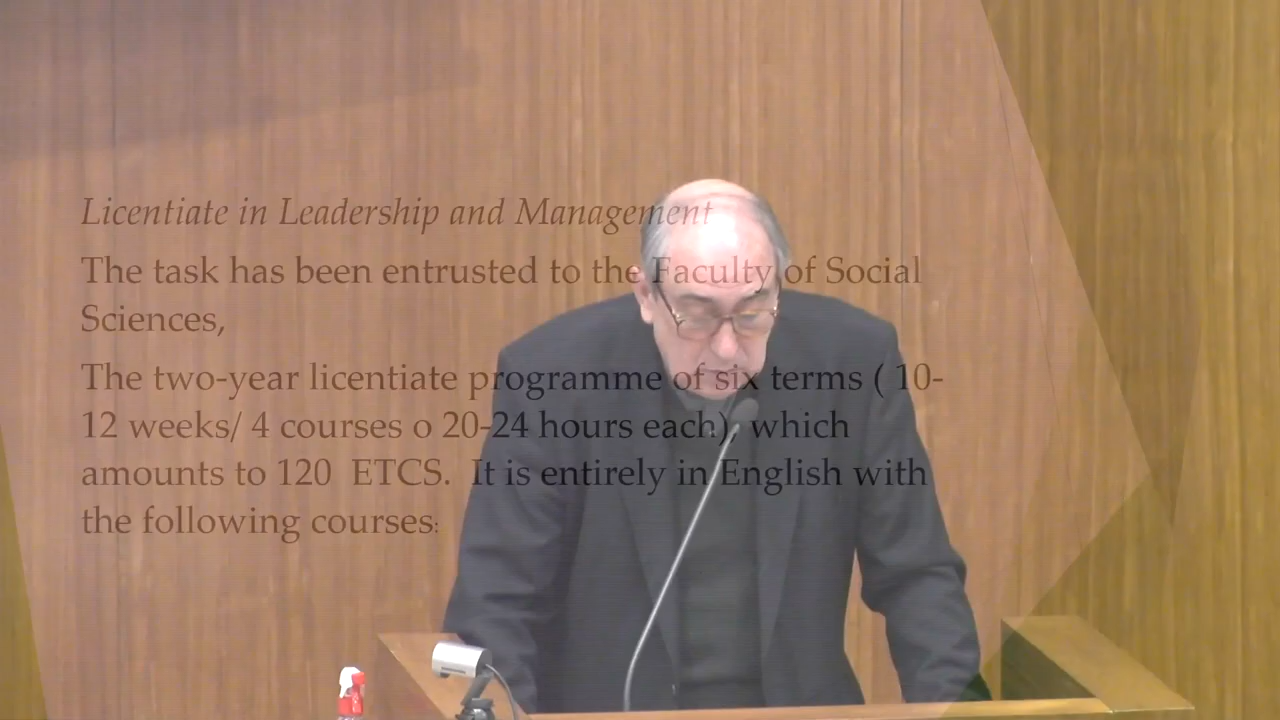 Licentiate in Leadership and Management
The task has been entrusted to the Faculty of Social
Sciences,
The two-year licentiate programme of six terms ( 10-
12 weeks/ 4 courses o 20-24 hours each), which
amounts to 120 ETCS. It is entirely in English with
the following courses: